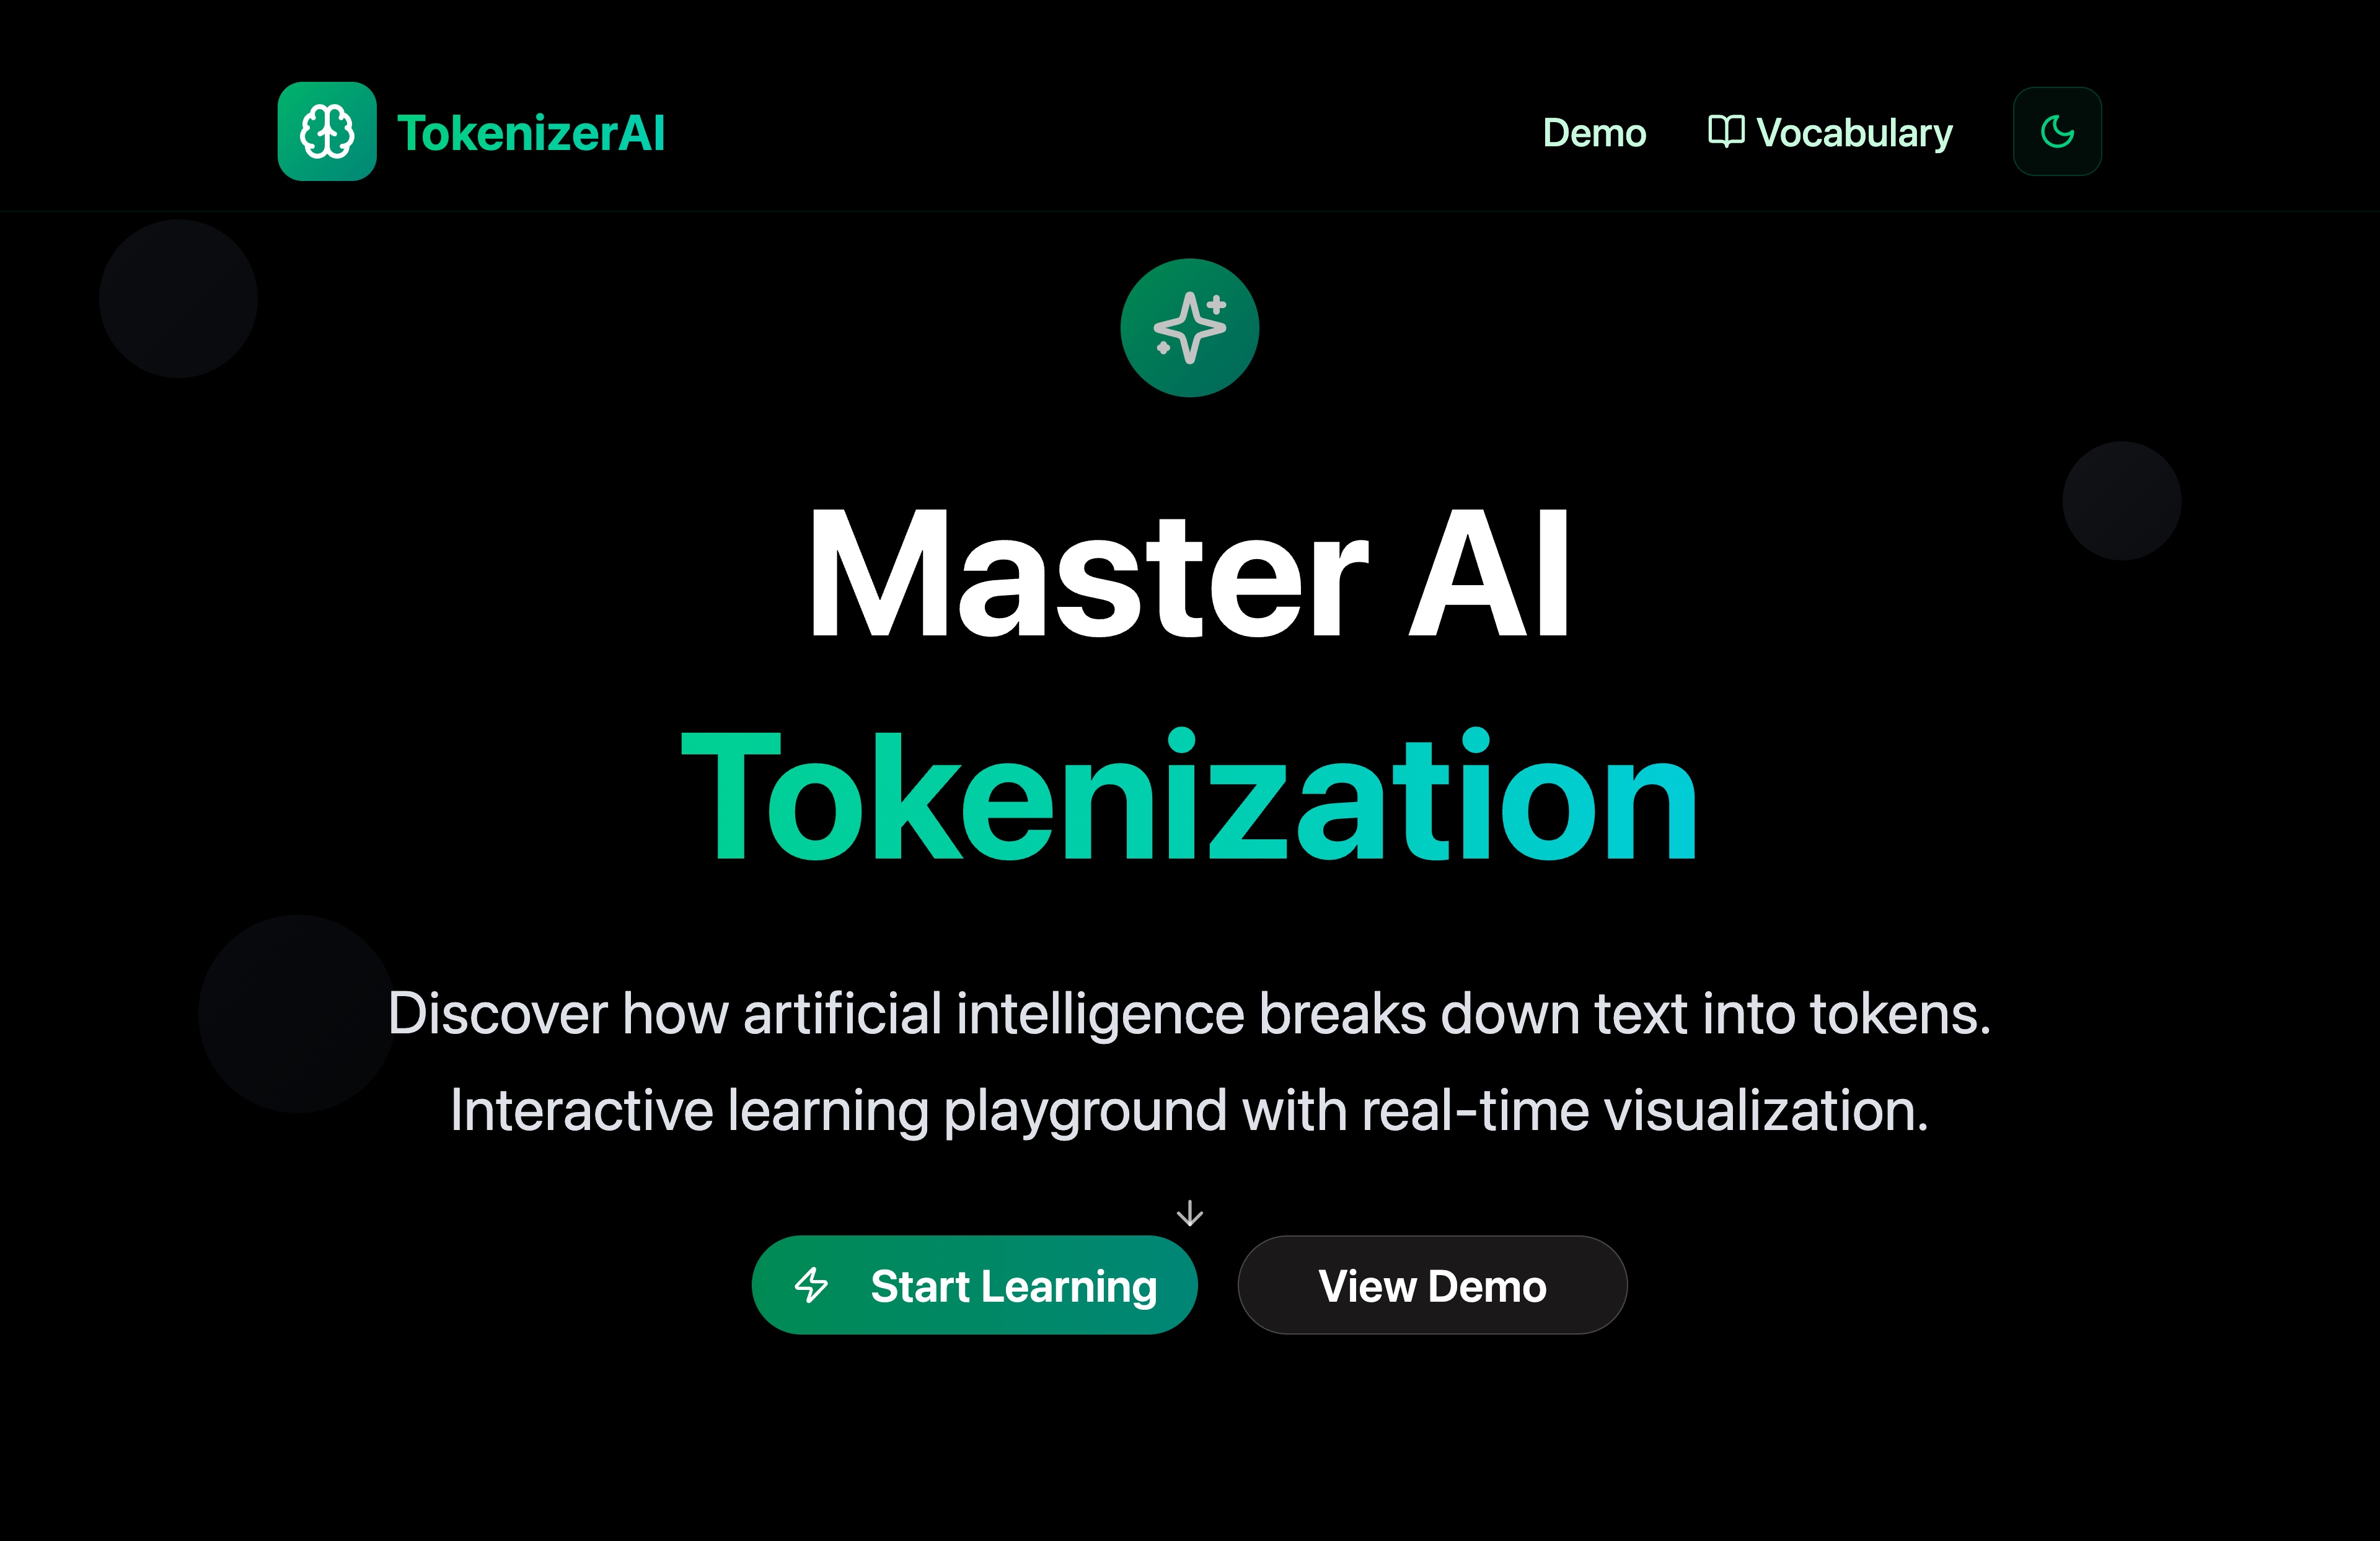 TokenizerAI
Demo
Vocabulary
Master AI
Tokenization
Discover how artificial intelligence breaks down text into tokens.
Interactive learning playground with real-time visualization.
Start Learning
View Demo